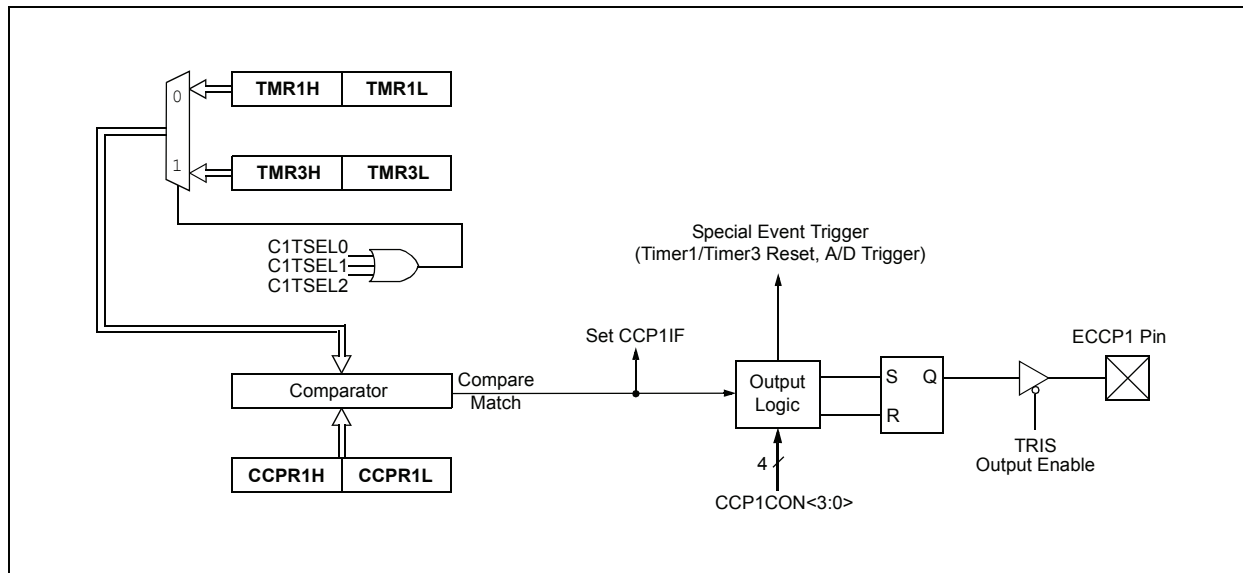 0
TMR1H TMR1L
1
TMR3H TMR3L
C1TSEL0
C1TSEL1
C1TSEL2
Special Event Trigger
(Timer1/Timer3 Reset, A/D Trigger)
Set CCP1IF
ECCP1 Pin
Comparator
Compare
Match
Output
Logic
S Q
R
TRIS
Output Enable
CCPR1H CCPR1L
4
CCP1CON<3:0>